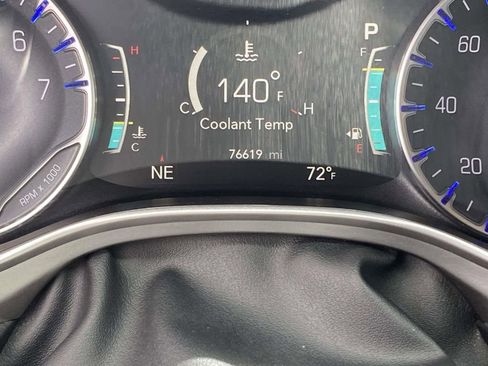 6
7
RPM x 1000
H
C
140°F
C
H
Coolant Temp
76619 mi
NE
72°F
P
F
E
60
40
20